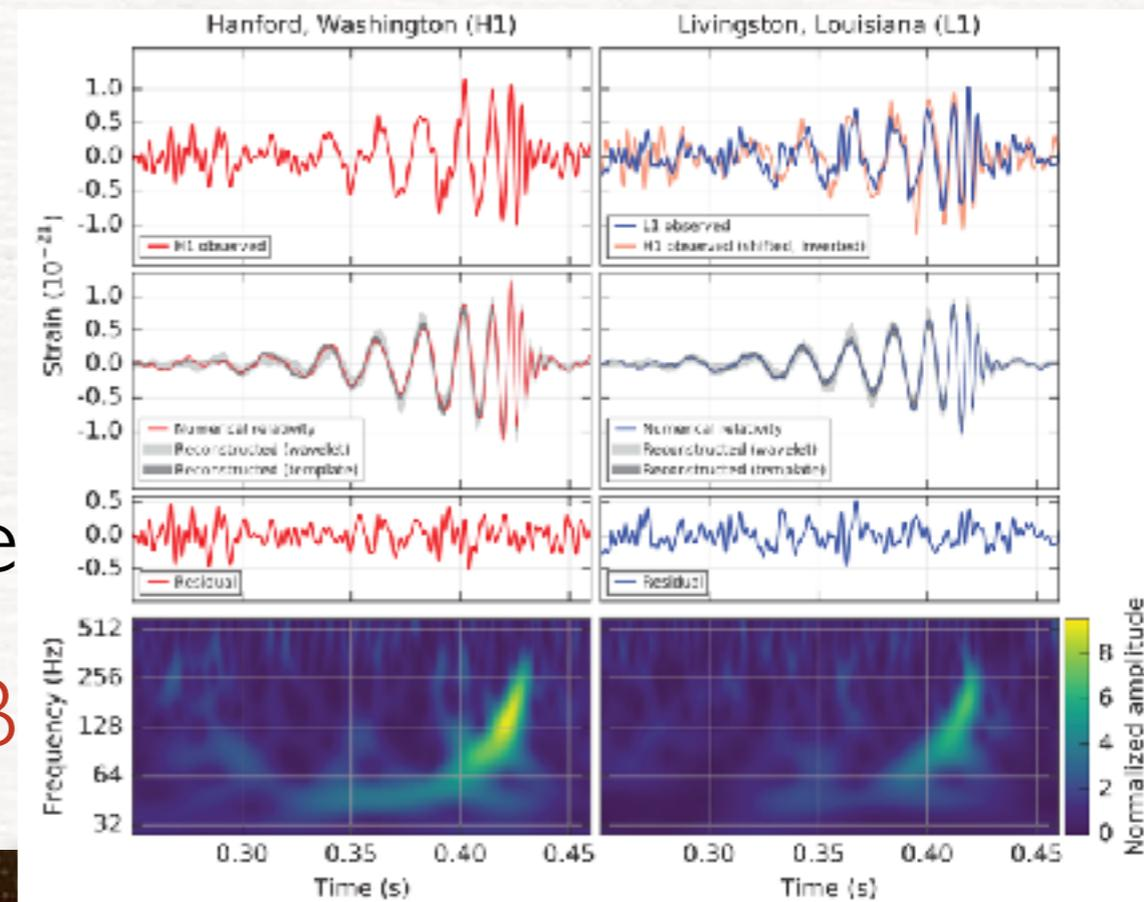 Hanford, Washington (H1)
Livingston, Louisiana (L1)
1.0
0.5
0.0
-0.5
-1.0
H1 observed
L1 observed
H1 observed (shifted, inverted)
Strain (10⁻²¹)
1.0
0.5
0.0
-0.5
-1.0
Numerical relativity
Reconstructed (wavelet)
Reconstructed (template)
Numerical relativity
Reconstructed (wavelet)
Reconstructed (template)
0.5
0.0
-0.5
Residual
Residual
e
Frequency (Hz)
512
256
128
64
32
Normalized amplitude
8
6
4
2
0
0.30 0.35 0.40 0.45
0.30 0.35 0.40 0.45
Time (s)
Time (s)